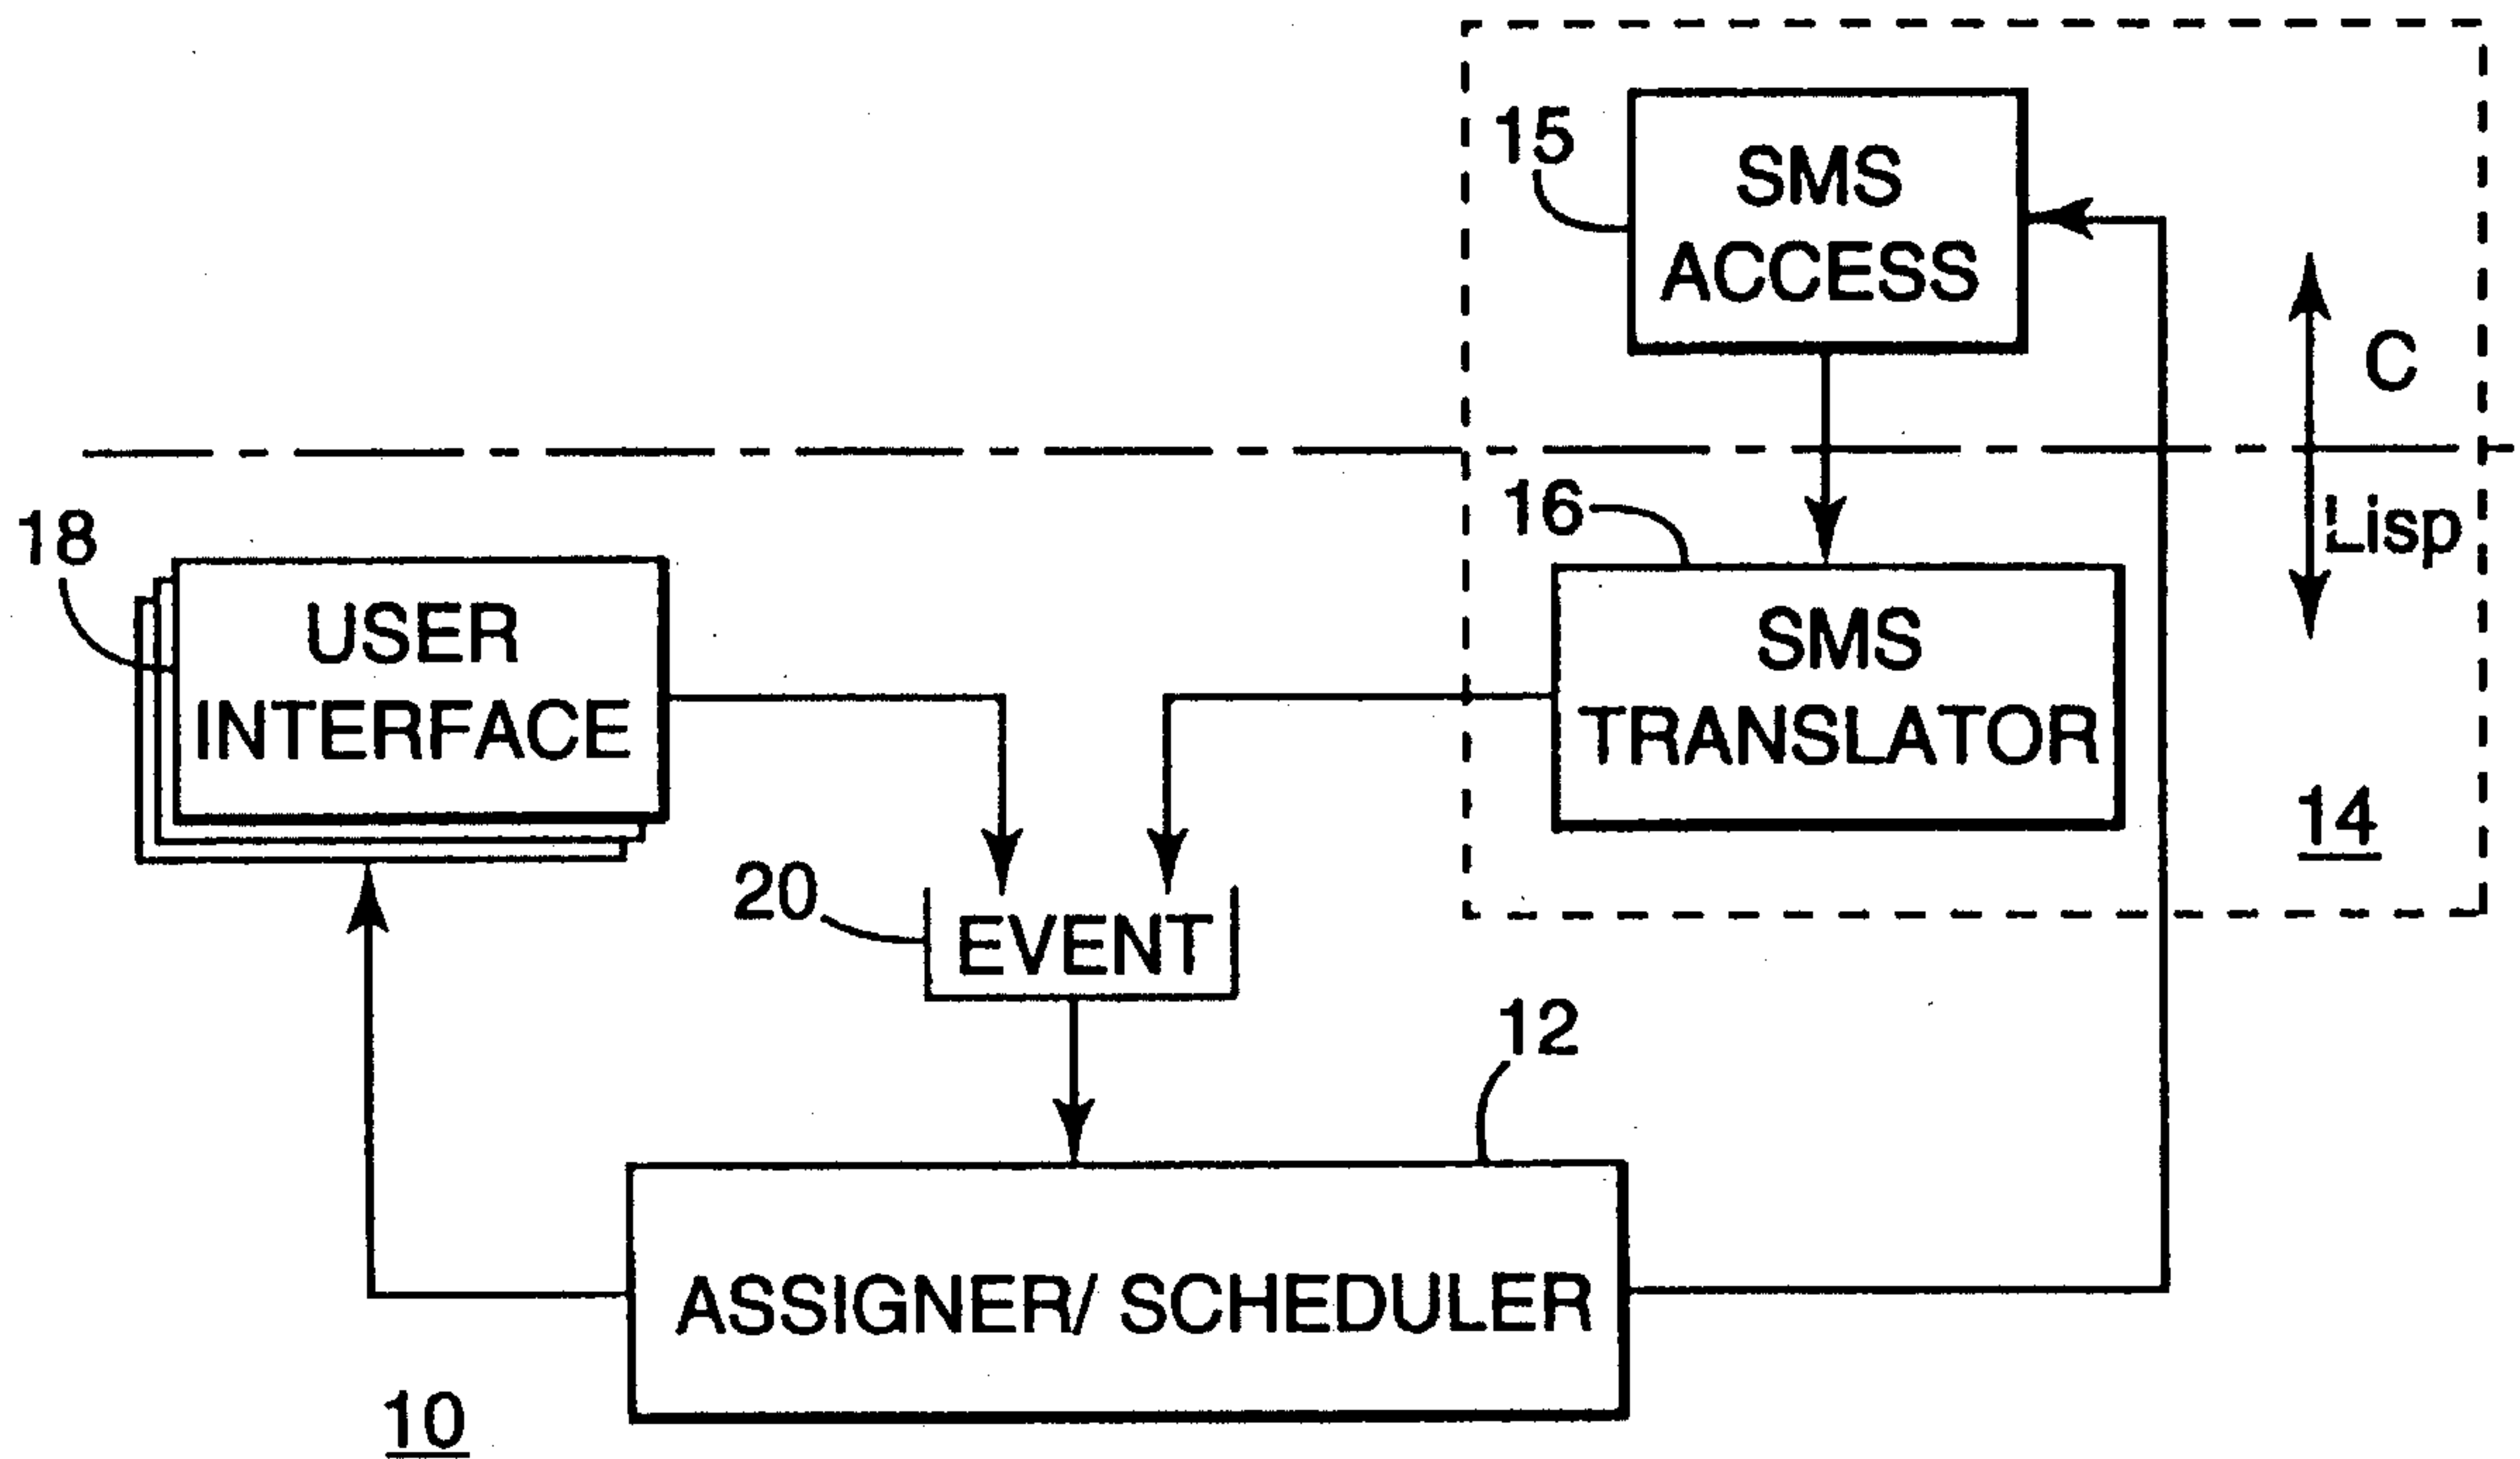 15
SMS
ACCESS
C
Lisp
16
SMS
TRANSLATOR
14
18
USER
INTERFACE
20
EVENT
12
ASSIGNER/ SCHEDULER
10